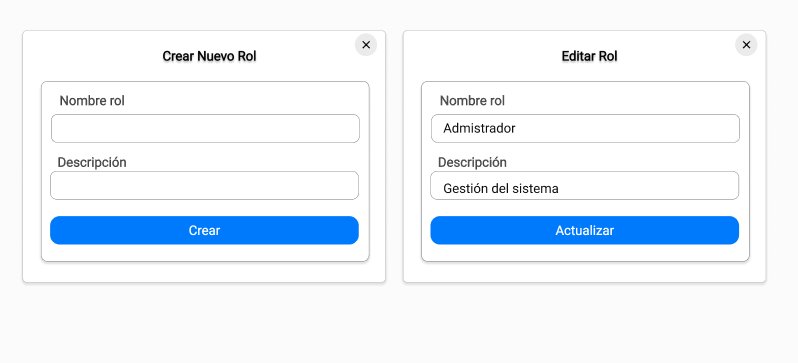 Crear Nuevo Rol
Nombre rol
Descripción
Crear
Editar Rol
Nombre rol
Admistrador
Descripción
Gestión del sistema
Actualizar